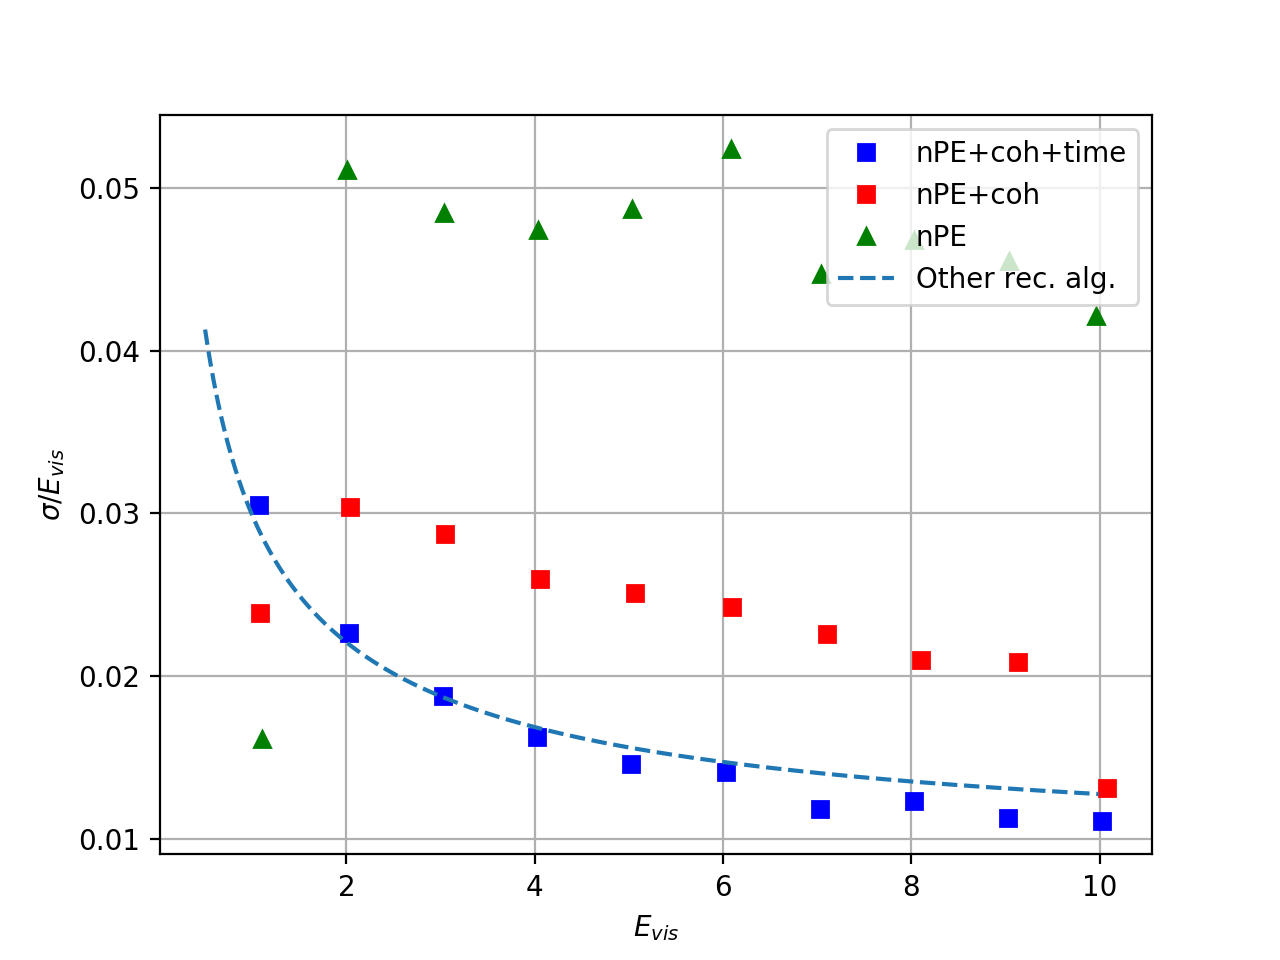 nPE+coh+time
nPE+coh
nPE
Other rec. alg.
0.05
0.04
0.03
0.02
0.01
σ/E_vis
2 4 6 8 10
E_vis